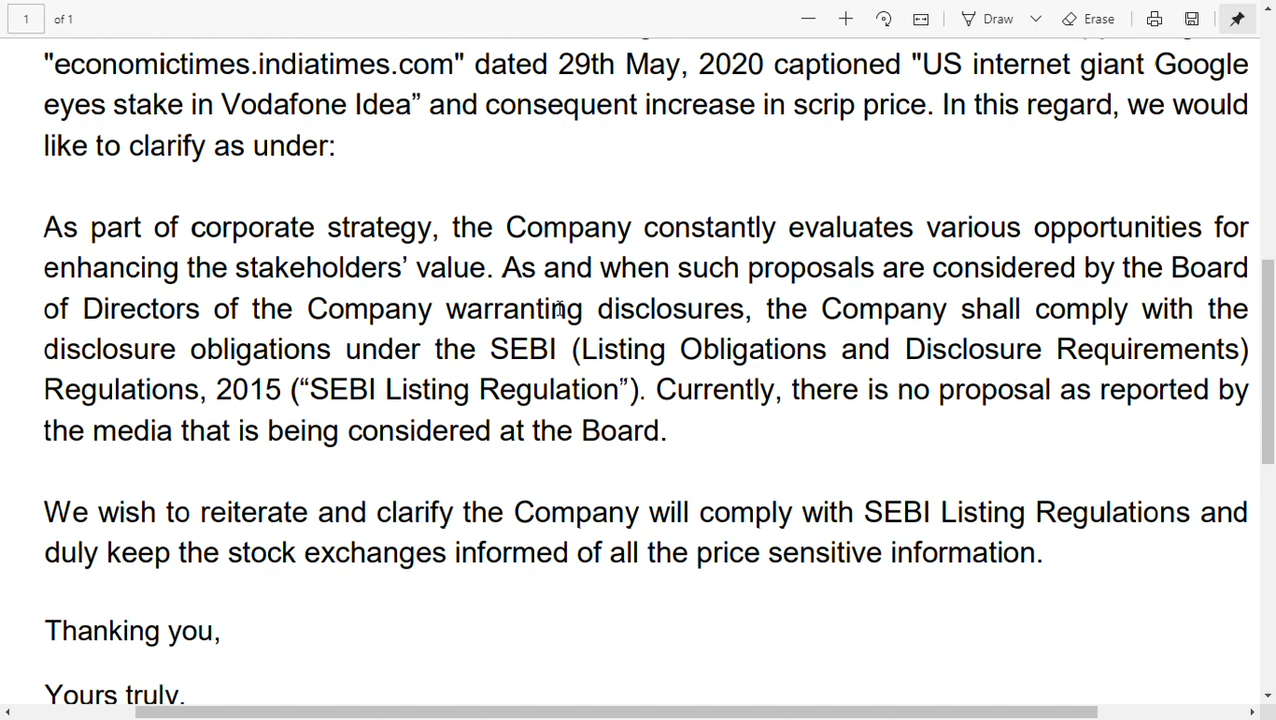 1 of 1 Draw Erase
"economictimes.indiatimes.com" dated 29th May, 2020 captioned "US internet giant Google
eyes stake in Vodafone Idea” and consequent increase in scrip price. In this regard, we would
like to clarify as under:
As part of corporate strategy, the Company constantly evaluates various opportunities for
enhancing the stakeholders’ value. As and when such proposals are considered by the Board
of Directors of the Company warranting disclosures, the Company shall comply with the
disclosure obligations under the SEBI (Listing Obligations and Disclosure Requirements)
Regulations, 2015 (“SEBI Listing Regulation”). Currently, there is no proposal as reported by
the media that is being considered at the Board.
We wish to reiterate and clarify the Company will comply with SEBI Listing Regulations and
duly keep the stock exchanges informed of all the price sensitive information.
Thanking you,
Yours truly,